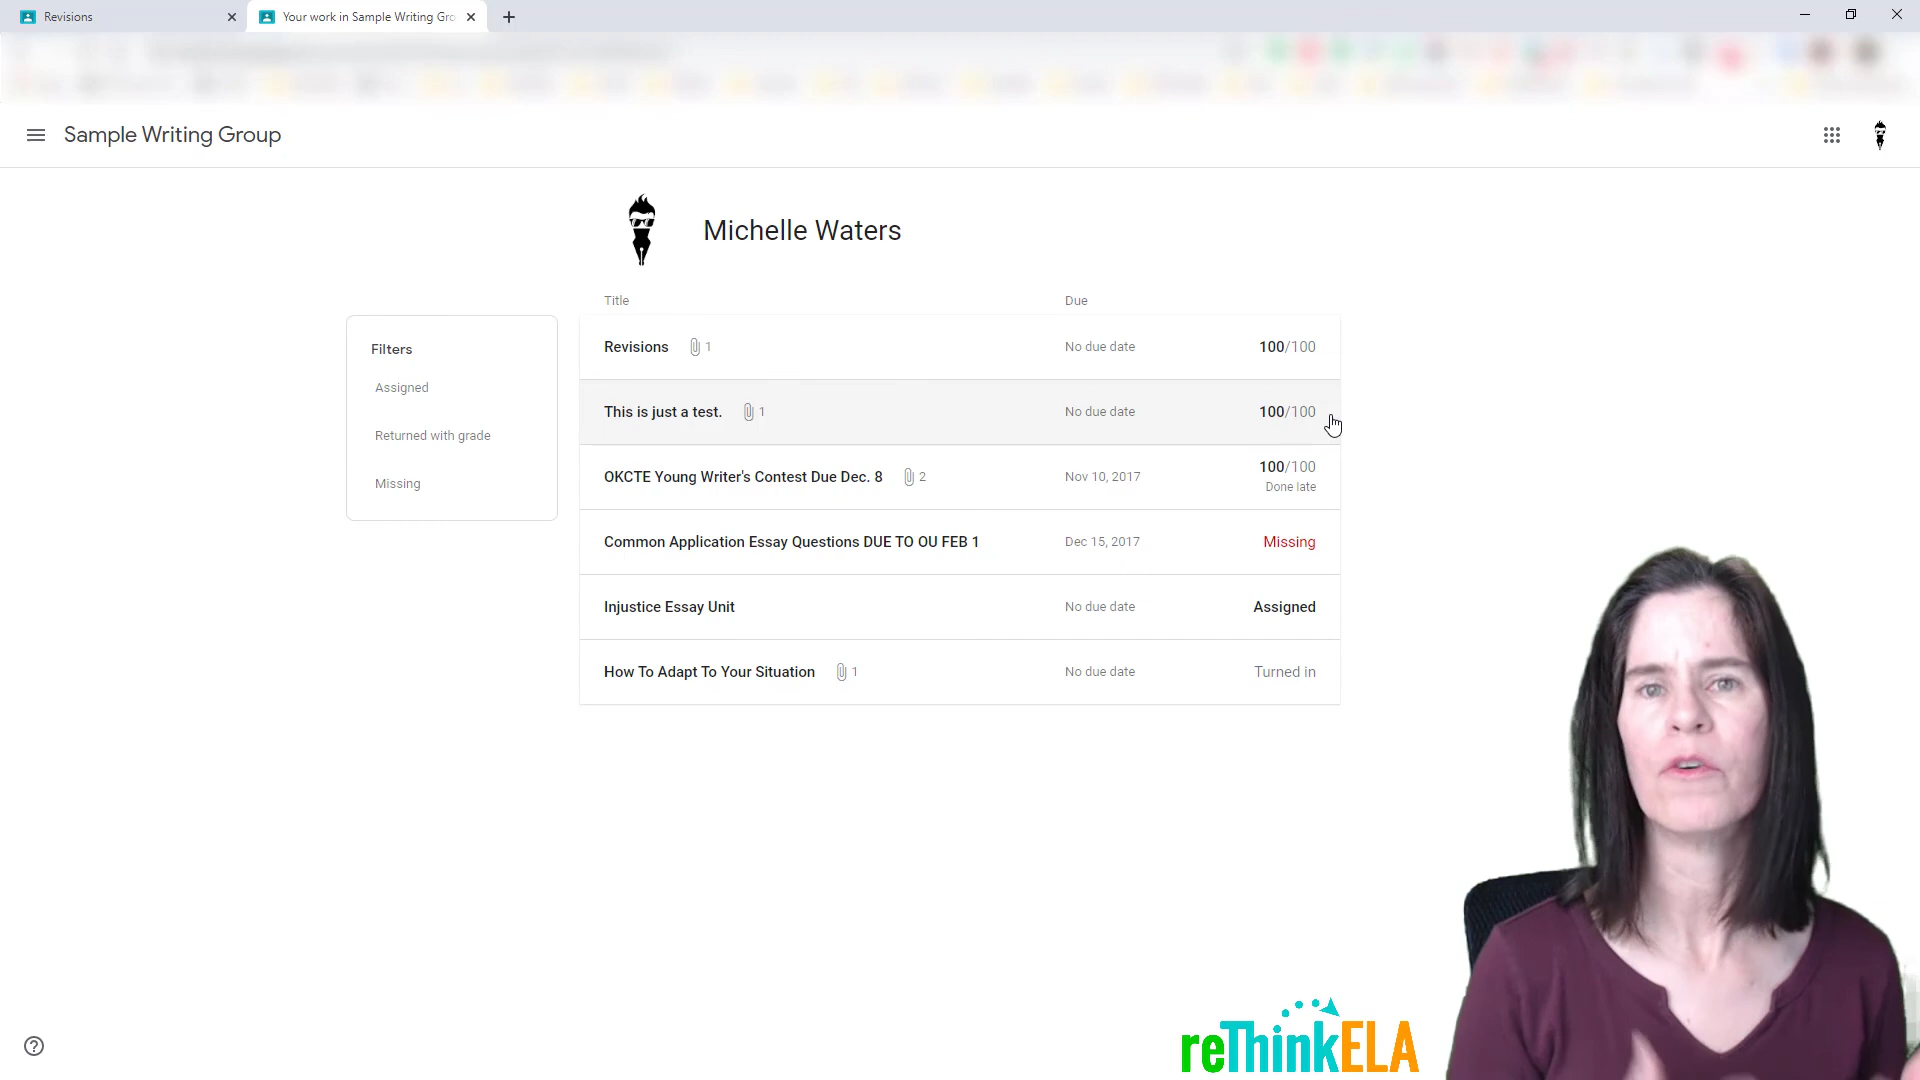 Revisions
Your work in Sample Writing Gro
Sample Writing Group
Michelle Waters
Title Due
Filters
Assigned
Returned with grade
Missing
Revisions 1 No due date 100/100
This is just a test. 1 No due date 100/100
OKCTE Young Writer's Contest Due Dec. 8 2 Nov 10, 2017 100/100
Done late
Common Application Essay Questions DUE TO OU FEB 1 Dec 15, 2017 Missing
Injustice Essay Unit No due date Assigned
How To Adapt To Your Situation 1 No due date Turned in
reThinkELA